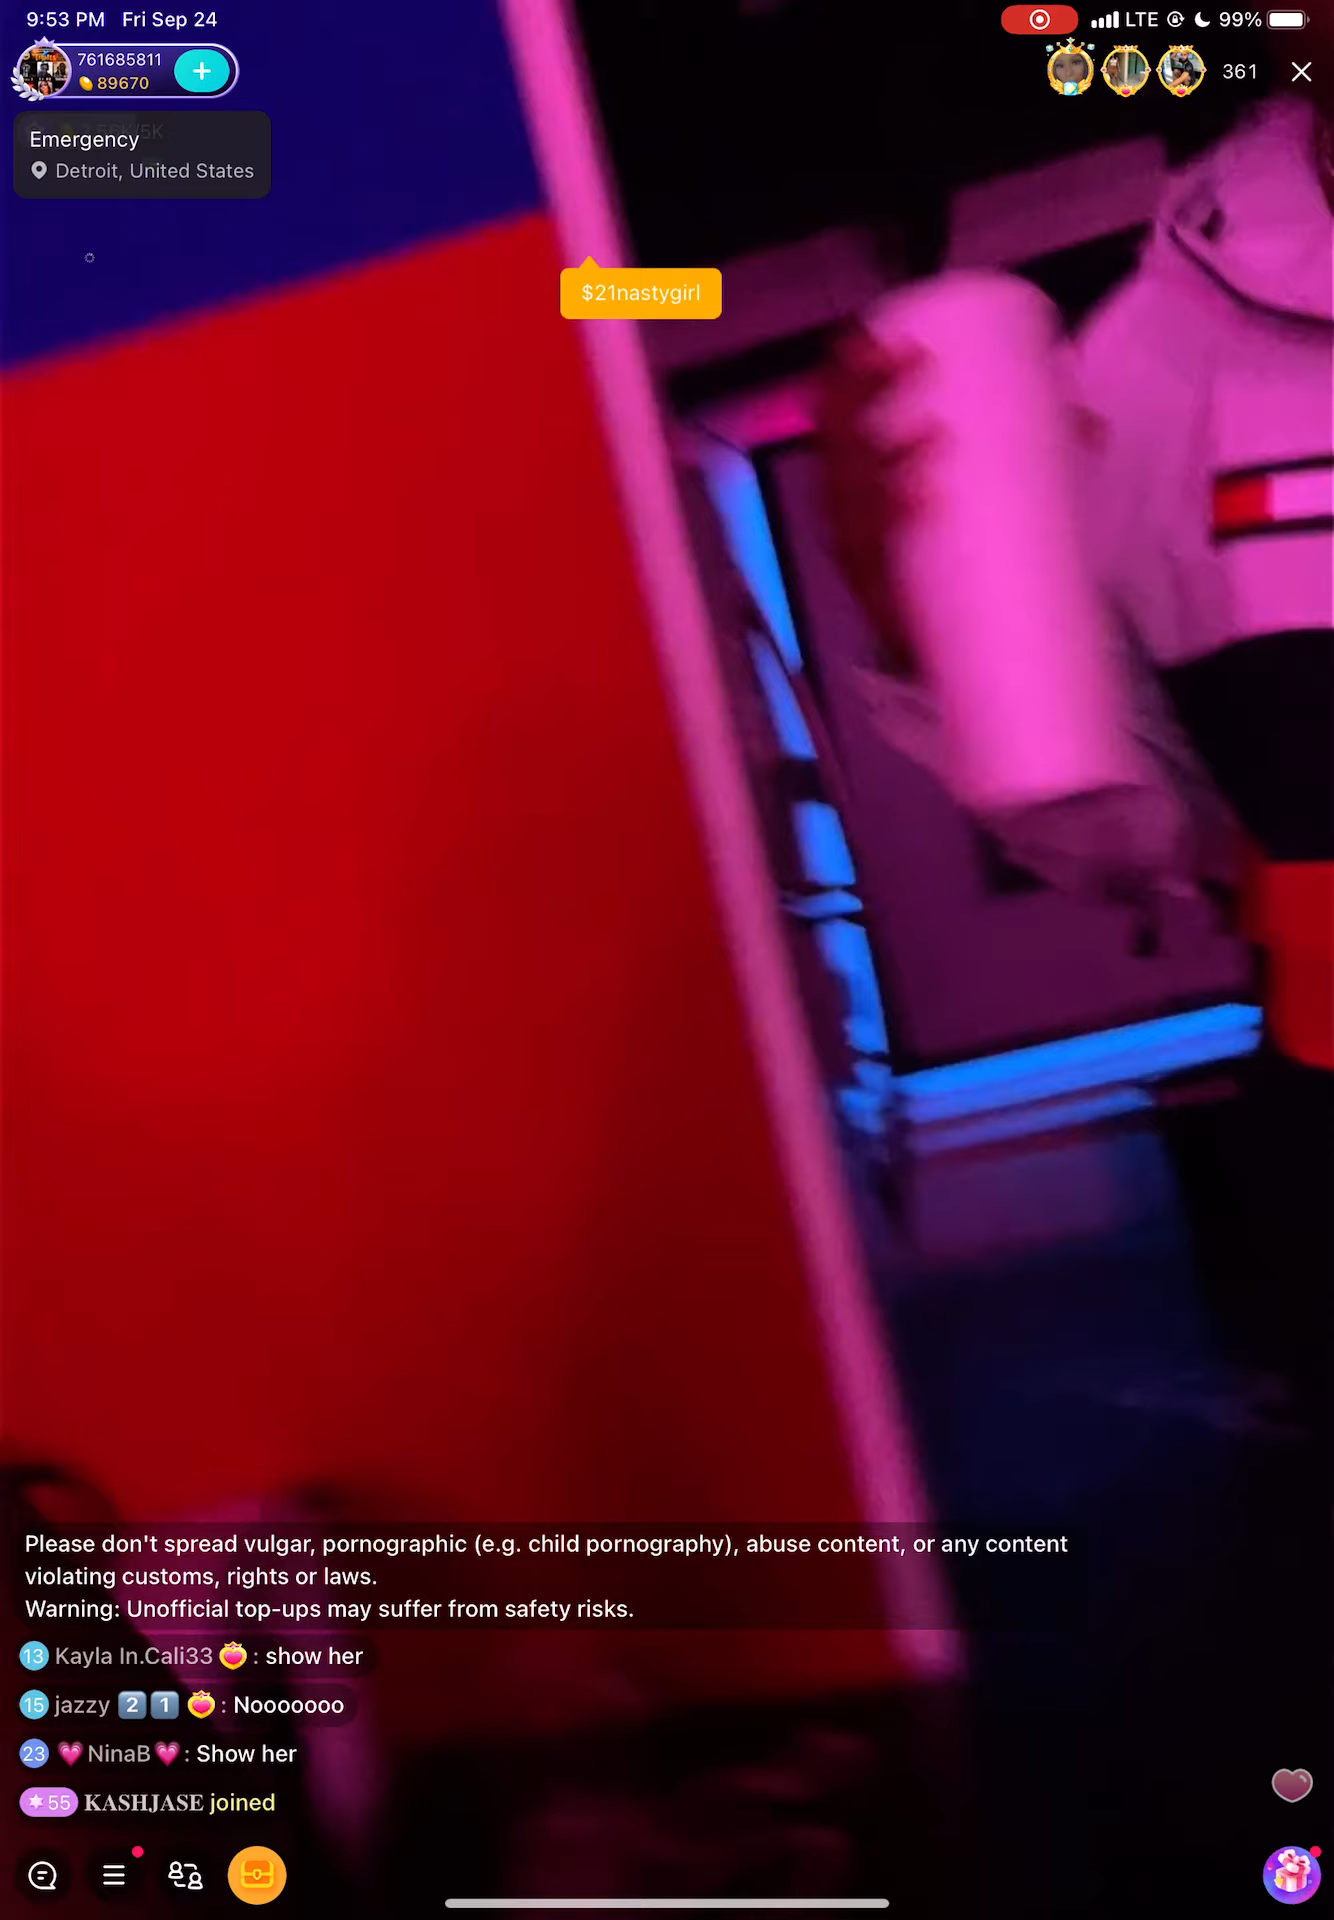 9:53 PM Fri Sep 24
LTE 99%
761685811
89670
361
Emergency
Detroit, United States
$21nastygirl
Please don't spread vulgar, pornographic (e.g. child pornography), abuse content, or any content
violating customs, rights or laws.
Warning: Unofficial top-ups may suffer from safety risks.
13 Kayla In.Cali33 : show her
15 jazzy 2 1 : Nooooooo
23 💗NinaB💗: Show her
55 KASHJASE joined